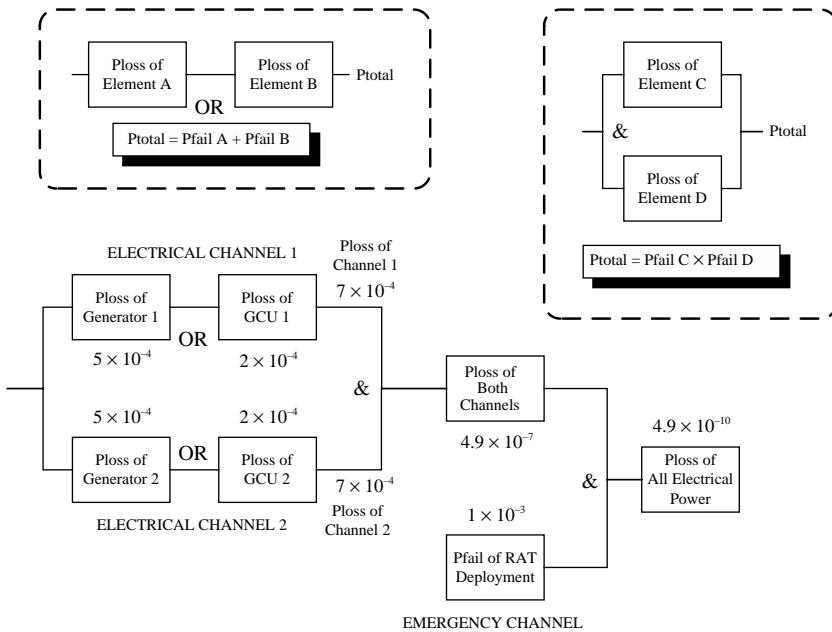 Ploss of
Element A
Ploss of
Element B
Ptotal
OR
Ptotal = Pfail A + Pfail B
Ploss of
Element C
&
Ptotal
Ploss of
Element D
Ptotal = Pfail C × Pfail D
ELECTRICAL CHANNEL 1
Ploss of
Channel 1
7 × 10⁻⁴
Ploss of
Generator 1
OR
Ploss of
GCU 1
5 × 10⁻⁴
2 × 10⁻⁴
&
5 × 10⁻⁴
2 × 10⁻⁴
Ploss of
Generator 2
OR
Ploss of
GCU 2
7 × 10⁻⁴
Ploss of
Channel 2
ELECTRICAL CHANNEL 2
Ploss of
Both
Channels
4.9 × 10⁻⁷
&
4.9 × 10⁻¹⁰
Ploss of
All Electrical
Power
1 × 10⁻³
Pfail of RAT
Deployment
EMERGENCY CHANNEL